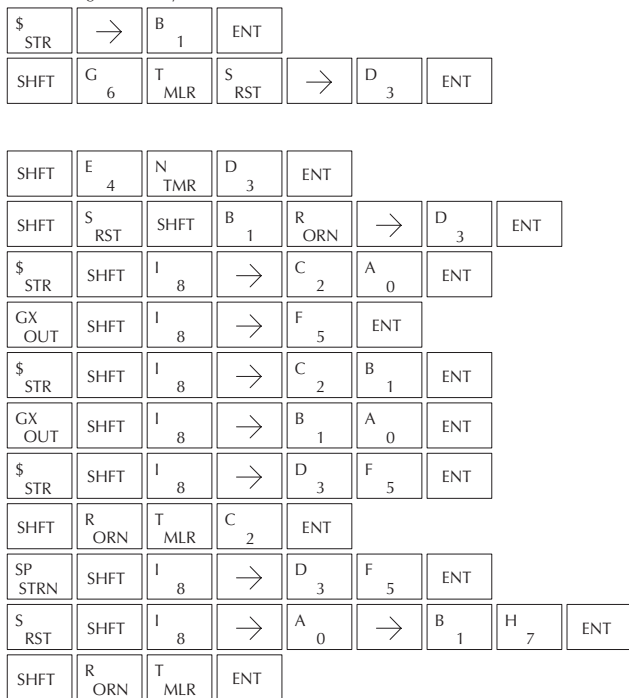 $ STR → B 1 ENT
SHFT G 6 T MLR S RST → D 3 ENT
SHFT E 4 N TMR D 3 ENT
SHFT S RST SHFT B 1 R ORN → D 3 ENT
$ STR SHFT I 8 → C 2 A 0 ENT
GX OUT SHFT I 8 → F 5 ENT
$ STR SHFT I 8 → C 2 B 1 ENT
GX OUT SHFT I 8 → B 1 A 0 ENT
$ STR SHFT I 8 → D 3 F 5 ENT
SHFT R ORN T MLR C 2 ENT
SP STRN SHFT I 8 → D 3 F 5 ENT
S RST SHFT I 8 → A 0 → B 1 H 7 ENT
SHFT R ORN T MLR ENT